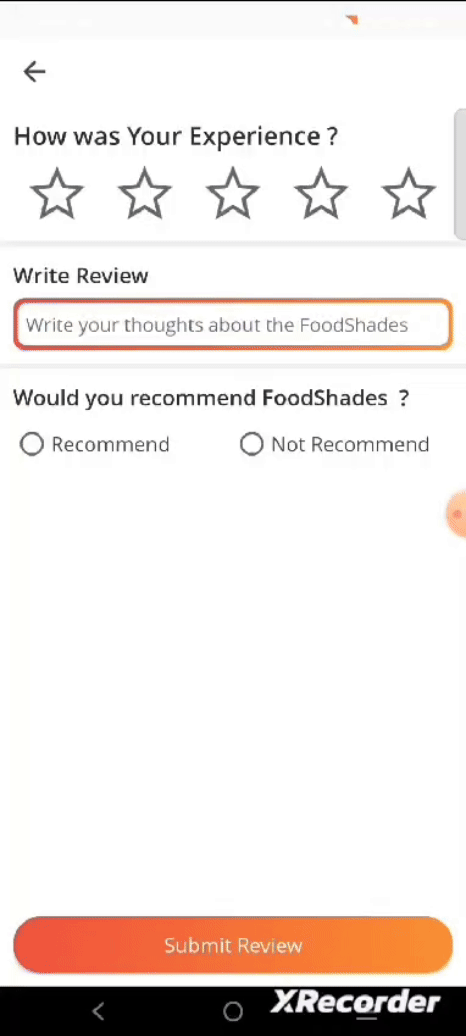 How was Your Experience ?
Write Review
Write your thoughts about the FoodShades
Would you recommend FoodShades ?
Recommend Not Recommend
Submit Review
XRecorder